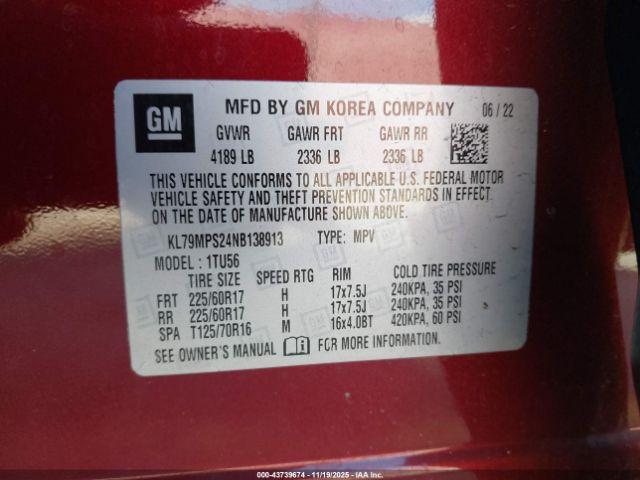 GM MFD BY GM KOREA COMPANY 06 / 22
GVWR GAWR FRT GAWR RR
4189 LB 2336 LB 2336 LB
THIS VEHICLE CONFORMS TO ALL APPLICABLE U.S. FEDERAL MOTOR
VEHICLE SAFETY AND THEFT PREVENTION STANDARDS IN EFFECT
ON THE DATE OF MANUFACTURE SHOWN ABOVE.
KL79MPS24NB138913 TYPE: MPV
MODEL : 1TU56
TIRE SIZE SPEED RTG RIM COLD TIRE PRESSURE
FRT 225/60R17 H 17x7.5J 240KPA, 35 PSI
RR 225/60R17 H 17x7.5J 240KPA, 35 PSI
SPA T125/70R16 M 16x4.0BT 420KPA, 60 PSI
SEE OWNER'S MANUAL FOR MORE INFORMATION.
000-43739674 | 11/19/2025 | IAAI.com